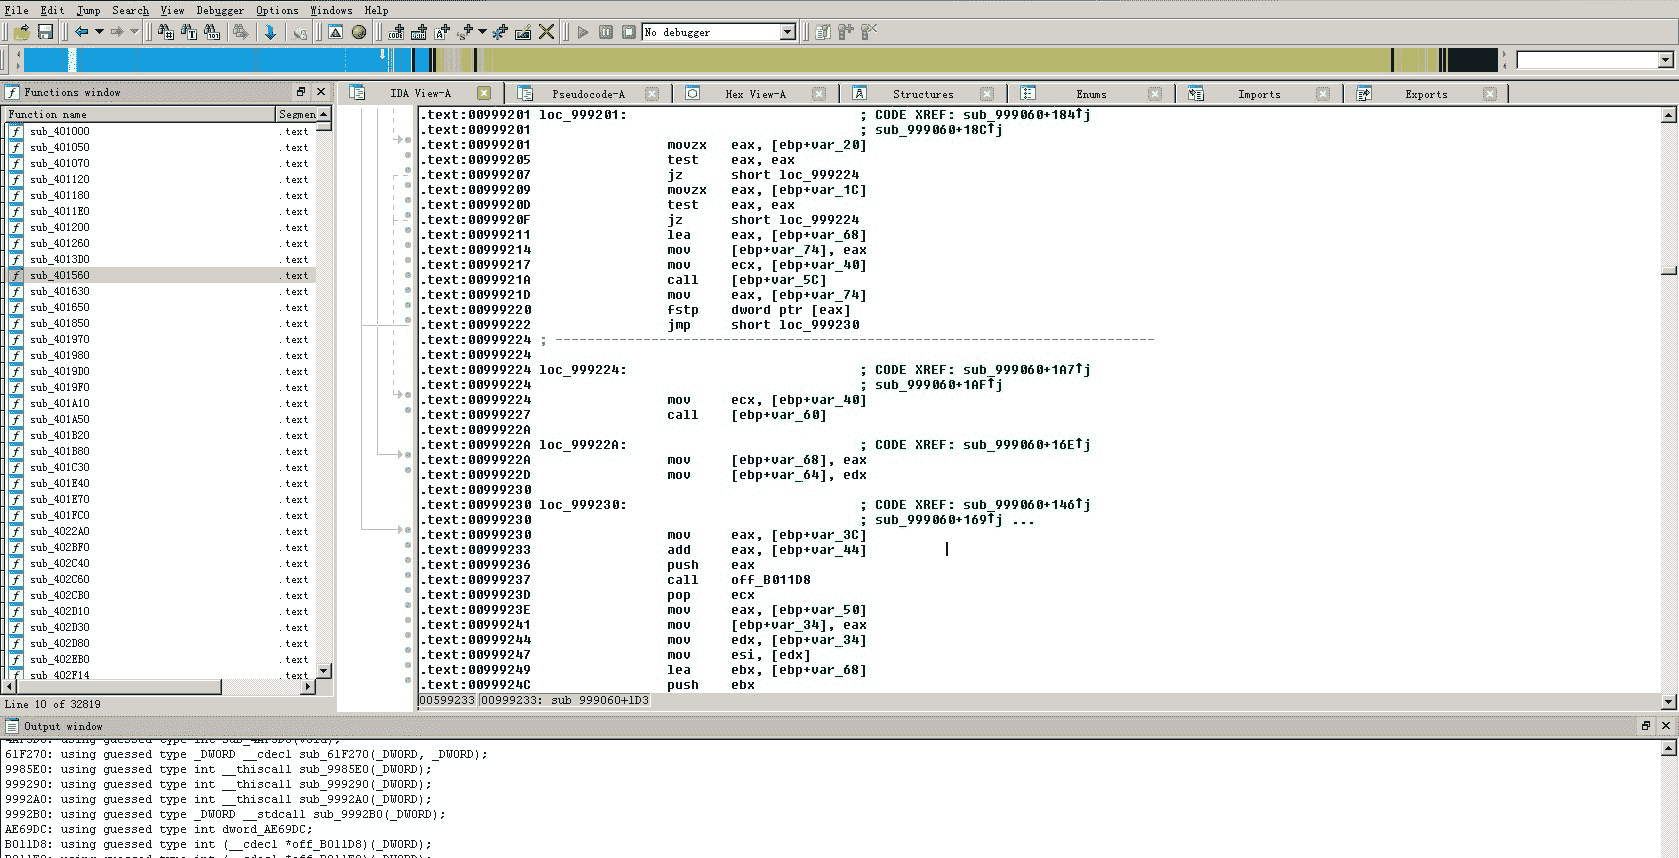 File Edit Jump Search View Debugger Options Windows Help
No debugger
Functions window
IDA View-A Pseudocode-A Hex View-A Structures Enums Imports Exports
Function name Segmen
sub_401000 .text
sub_401050 .text
sub_401070 .text
sub_401120 .text
sub_401180 .text
sub_4011E0 .text
sub_401200 .text
sub_401260 .text
sub_4013D0 .text
sub_401560 .text
sub_401630 .text
sub_401650 .text
sub_401850 .text
sub_401970 .text
sub_401980 .text
sub_4019D0 .text
sub_4019F0 .text
sub_401A10 .text
sub_401A50 .text
sub_401B20 .text
sub_401B80 .text
sub_401C30 .text
sub_401E40 .text
sub_401E70 .text
sub_401FC0 .text
sub_4022A0 .text
sub_402BF0 .text
sub_402C40 .text
sub_402C60 .text
sub_402CB0 .text
sub_402D10 .text
sub_402D30 .text
sub_402D80 .text
sub_402EB0 .text
sub_402F14 .text
Line 10 of 32819
.text:00999201 loc_999201: ; CODE XREF: sub_999060+184↑j
.text:00999201 ; sub_999060+18C↑j
.text:00999201 movzx eax, [ebp+var_20]
.text:00999205 test eax, eax
.text:00999207 jz short loc_999224
.text:00999209 movzx eax, [ebp+var_1C]
.text:0099920D test eax, eax
.text:0099920F jz short loc_999224
.text:00999211 lea eax, [ebp+var_68]
.text:00999214 mov [ebp+var_74], eax
.text:00999217 mov ecx, [ebp+var_40]
.text:0099921A call [ebp+var_5C]
.text:0099921D mov eax, [ebp+var_74]
.text:00999220 fstp dword ptr [eax]
.text:00999222 jmp short loc_999230
.text:00999224 ; ---------------------------------------------------------------------------
.text:00999224
.text:00999224 loc_999224: ; CODE XREF: sub_999060+1A7↑j
.text:00999224 ; sub_999060+1AF↑j
.text:00999224 mov ecx, [ebp+var_40]
.text:00999227 call [ebp+var_60]
.text:0099922A
.text:0099922A loc_99922A: ; CODE XREF: sub_999060+16E↑j
.text:0099922A mov [ebp+var_68], eax
.text:0099922D mov [ebp+var_64], edx
.text:00999230
.text:00999230 loc_999230: ; CODE XREF: sub_999060+146↑j
.text:00999230 ; sub_999060+169↑j ...
.text:00999230 mov eax, [ebp+var_3C]
.text:00999233 add eax, [ebp+var_44]
.text:00999236 push eax
.text:00999237 call off_B011D8
.text:0099923D pop ecx
.text:0099923E mov eax, [ebp+var_50]
.text:00999241 mov [ebp+var_34], eax
.text:00999244 mov edx, [ebp+var_34]
.text:00999247 mov esi, [edx]
.text:00999249 lea ebx, [ebp+var_68]
.text:0099924C push ebx
00599233 00999233: sub_999060+1D3
Output window
using guessed type int
61F270: using guessed type _DWORD __cdecl sub_61F270(_DWORD, _DWORD);
9985E0: using guessed type int __thiscall sub_9985E0(_DWORD);
999290: using guessed type int __thiscall sub_999290(_DWORD);
9992A0: using guessed type int __thiscall sub_9992A0(_DWORD);
9992B0: using guessed type _DWORD __stdcall sub_9992B0(_DWORD);
AE69DC: using guessed type int dword_AE69DC;
B011D8: using guessed type int (__cdecl *off_B011D8)(_DWORD);